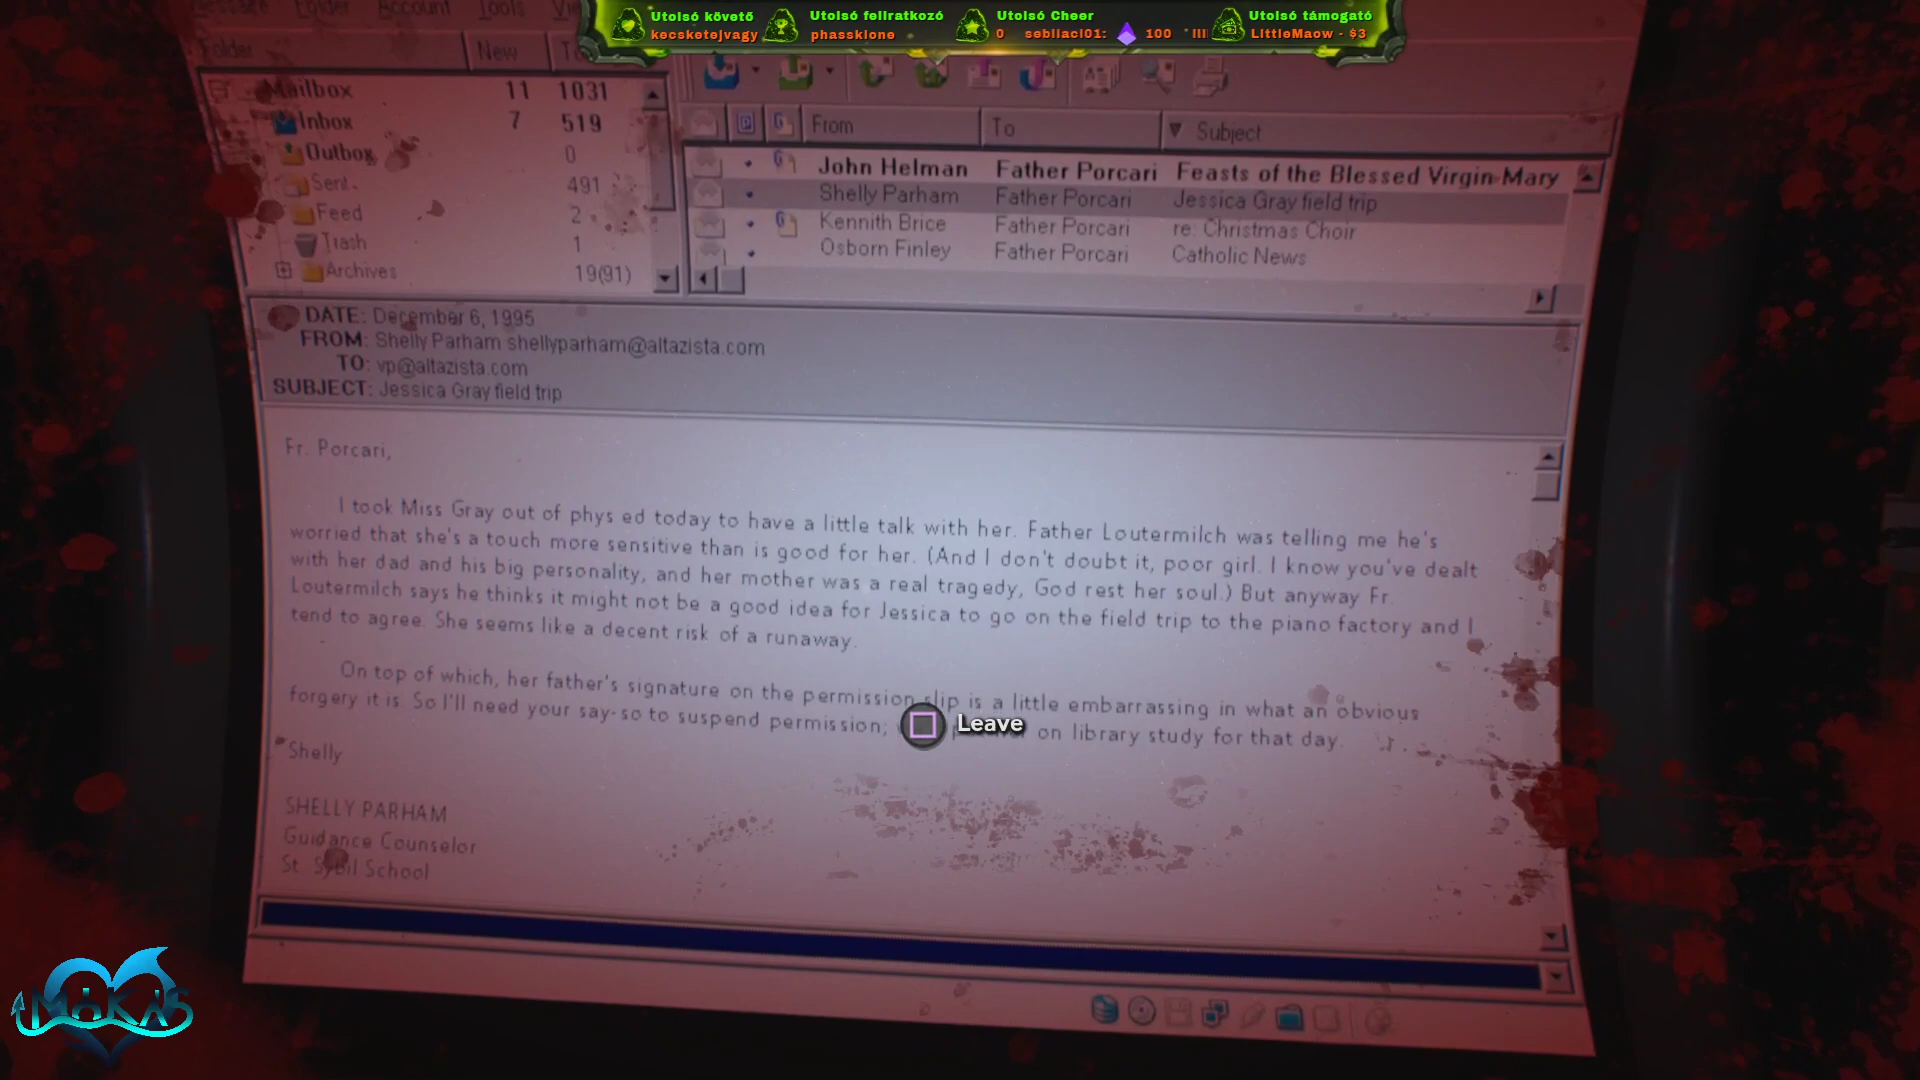 Utolsó követő
kecsketejvagy
Utolsó feliratkozó
phasskione
Utolsó Cheer
0 sebilaci01: 100
Utolsó támogató
LittleMaow - $3
Folder Account Tools
Folder New
Mailbox 11 1031
Inbox 7 519
Outbox 0
Sent 491
Feed 2
Trash 1
Archives 19(91)
From To Subject
John Helman Father Porcari Feasts of the Blessed Virgin Mary
Shelly Parham Father Porcari Jessica Gray field trip
Kennith Brice Father Porcari re: Christmas Choir
Osborn Finley Father Porcari Catholic News
DATE: December 6, 1995
FROM: Shelly Parham shellyparham@altazista.com
TO: vp@altazista.com
SUBJECT: Jessica Gray field trip
Fr. Porcari,
I took Miss Gray out of phys ed today to have a little talk with her. Father Loutermilch was telling me he's
worried that she's a touch more sensitive than is good for her. (And I don't doubt it, poor girl. I know you've dealt
with her dad and his big personality, and her mother was a real tragedy, God rest her soul.) But anyway Fr.
Loutermilch says he thinks it might not be a good idea for Jessica to go on the field trip to the piano factory and I
tend to agree. She seems like a decent risk of a runaway.
On top of which, her father's signature on the permission slip is a little embarrassing in what an obvious
forgery it is. So I'll need your say-so to suspend permission; on library study for that day.
Leave
Shelly
SHELLY PARHAM
Guidance Counselor
St. Sybil School
MÓKÁS